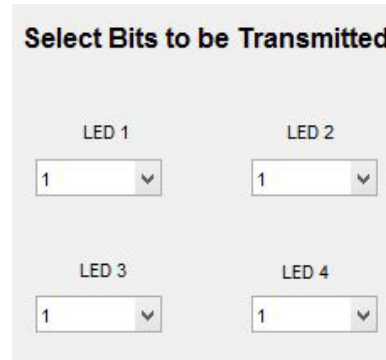 Select Bits to be Transmitted
LED 1 LED 2
1 1
LED 3 LED 4
1 1